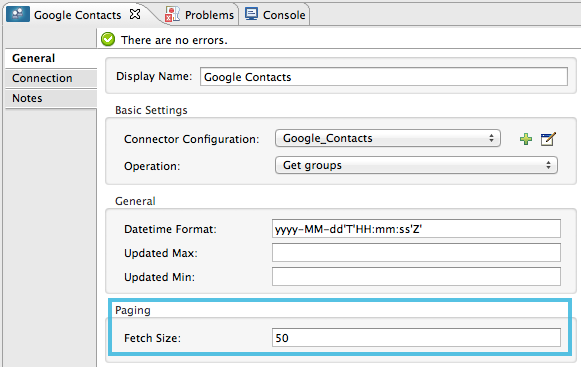 Google Contacts Problems Console
General
Connection
Notes
There are no errors.
Display Name: Google Contacts
Basic Settings
Connector Configuration: Google_Contacts
Operation: Get groups
General
Datetime Format: yyyy-MM-dd'T'HH:mm:ss'Z'
Updated Max:
Updated Min:
Paging
Fetch Size: 50